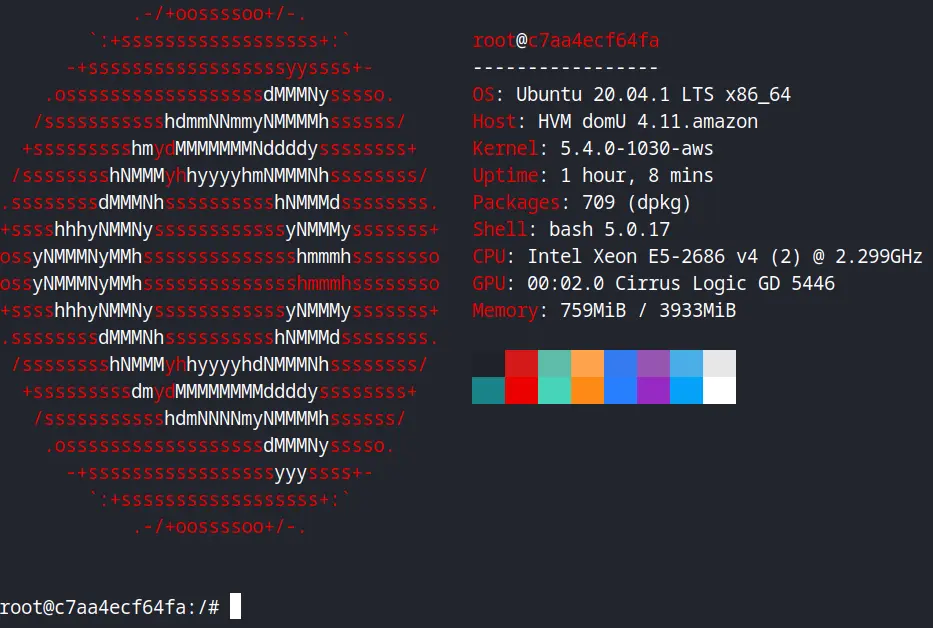 .-/+oossssoo+/-.
`:+ssssssssssssssssss+:` root@c7aa4ecf64fa
-+ssssssssssssssssssyyssss+- -----------------
.ossssssssssssssssssdMMMNysssso. OS: Ubuntu 20.04.1 LTS x86_64
/ssssssssssshdmmNNmmyNMMMMhssssss/ Host: HVM domU 4.11.amazon
+ssssssssshmydMMMMMMMNddddyssssssss+ Kernel: 5.4.0-1030-aws
/sssssssshNMMMyhhyyyyhmNMMMNhssssssss/ Uptime: 1 hour, 8 mins
.ssssssssdMMMNhsssssssssshNMMMdssssssss. Packages: 709 (dpkg)
+sssshhhyNMMNyssssssssssssyNMMMysssssss+ Shell: bash 5.0.17
ossyNMMMNyMMhsssssssssssssshmmmhssssssso CPU: Intel Xeon E5-2686 v4 (2) @ 2.299GHz
ossyNMMMNyMMhsssssssssssssshmmmhssssssso GPU: 00:02.0 Cirrus Logic GD 5446
+sssshhhyNMMNyssssssssssssyNMMMysssssss+ Memory: 759MiB / 3933MiB
.ssssssssdMMMNhsssssssssshNMMMdssssssss.
/sssssssshNMMMyhhyyyyhdNMMMNhssssssss/
+sssssssssdmydMMMMMMMMddddyssssssss+
/ssssssssssshdmNNNNmyNMMMMhssssss/
.ossssssssssssssssssdMMMNysssso.
-+sssssssssssssssssyyyssss+-
`:+ssssssssssssssssss+:`
.-/+oossssoo+/-.
root@c7aa4ecf64fa:/#